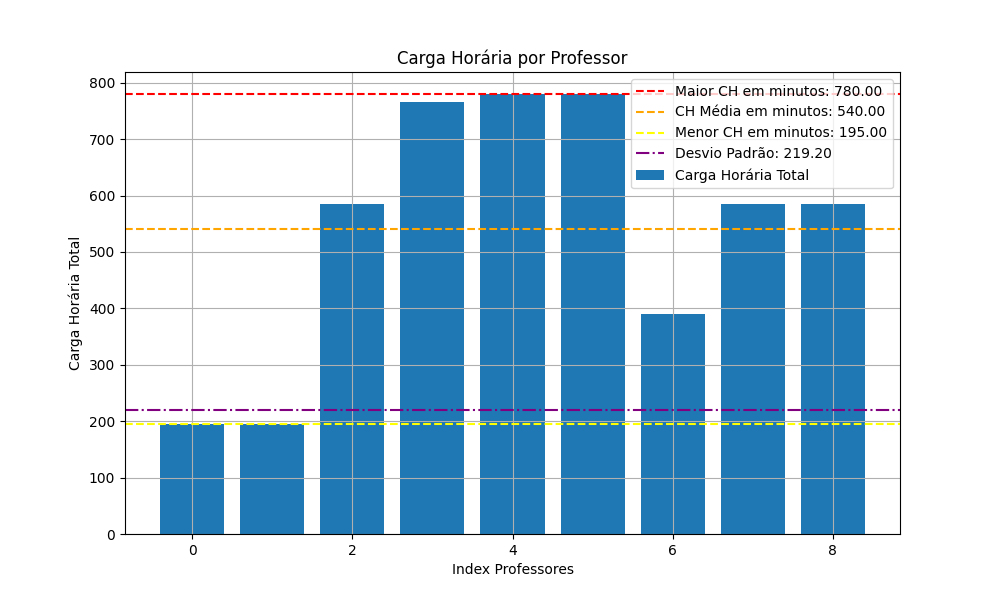 Carga Horária por Professor
Maior CH em minutos: 780.00
CH Média em minutos: 540.00
Menor CH em minutos: 195.00
Desvio Padrão: 219.20
Carga Horária Total
Carga Horária Total
800
700
600
500
400
300
200
100
0
0 2 4 6 8
Index Professores